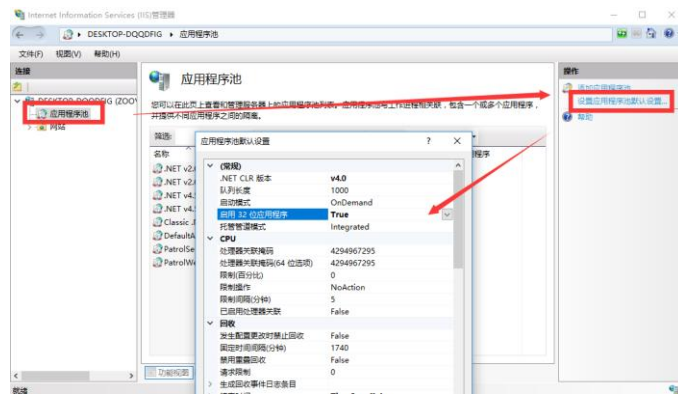 Internet Information Services (IIS)管理器
DESKTOP-DQQDFIG 应用程序池
文件(F) 视图(V) 帮助(H)
连接
DESKTOP-DQQDFIG (ZOO
应用程序池
网站
应用程序池
您可以在此页上查看和管理服务器上的应用程序池列表。应用程序池与工作进程相关联,包含一个或多个应用程序,
并提供不同应用程序之间的隔离。
筛选:
名称
程序
.NET v2.
.NET v2.
.NET v4.
.NET v4.
Classic .
DefaultA
PatrolSe
PatrolW
应用程序池默认设置 ?
(常规)
.NET CLR 版本 v4.0
队列长度 1000
启动模式 OnDemand
启用 32 位应用程序 True
托管管道模式 Integrated
CPU
处理器关联掩码 4294967295
处理器关联掩码(64 位选项) 4294967295
限制(百分比) 0
限制操作 NoAction
限制间隔(分钟) 5
已启用处理器关联 False
回收
发生配置更改时禁止回收 False
固定时间间隔(分钟) 1740
禁用重叠回收 False
请求限制 0
生成回收事件日志条目
操作
添加应用程序池...
设置应用程序池默认设置...
帮助
功能视图
就绪